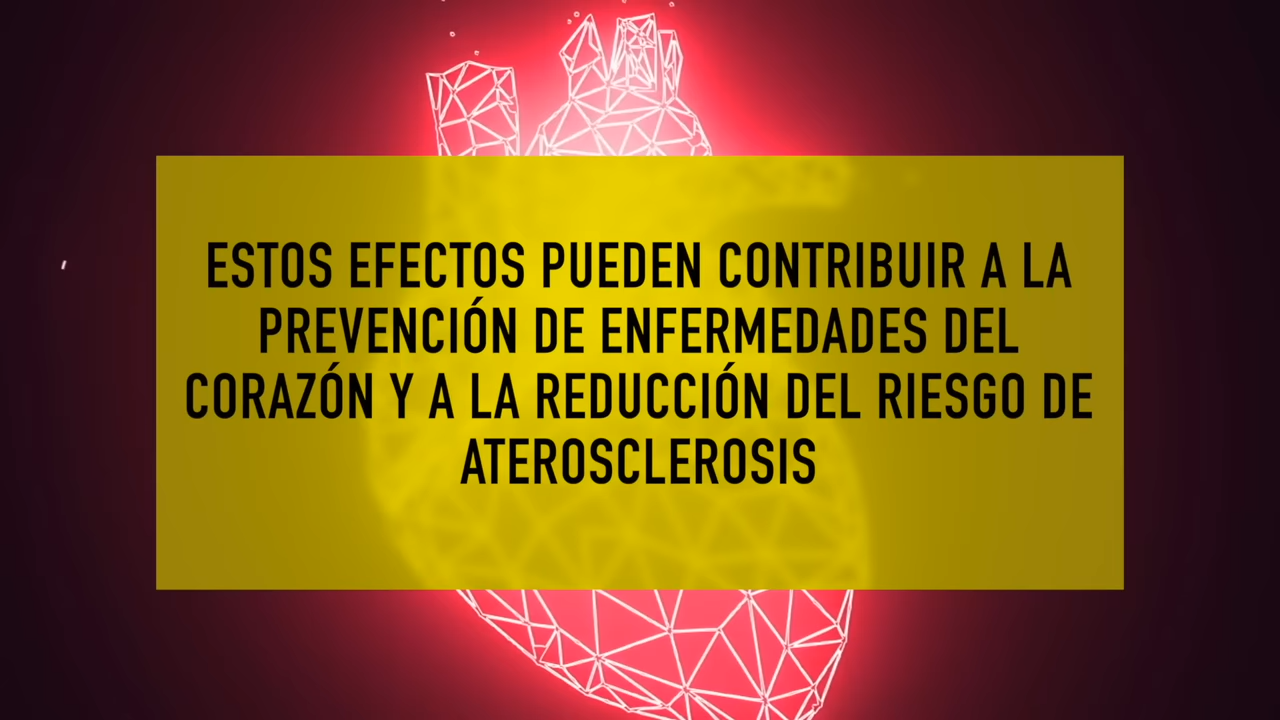 ESTOS EFECTOS PUEDEN CONTRIBUIR A LA
PREVENCIÓN DE ENFERMEDADES DEL
CORAZÓN Y A LA REDUCCIÓN DEL RIESGO DE
ATEROSCLEROSIS